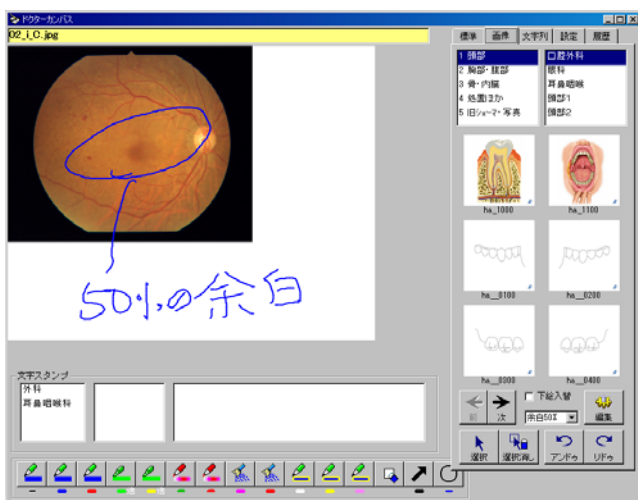 ドクターカンバス
02_i_C.jpg
50%の余白
文字スタンプ
外科
耳鼻咽喉科
標準 画像 文字列 設定 履歴
1 頭部
2 胸部・腹部
3 骨・内臓
4 処置ほか
5 旧シェーマ・写真
口腔外科
眼科
耳鼻咽喉
頭部1
頭部2
ha_1000 ha_1100
ha__0100 ha__0200
ha__0300 ha__0400
前 次
下絵入替
余白50%
編集
選択 選択消し アンドゥ リドゥ